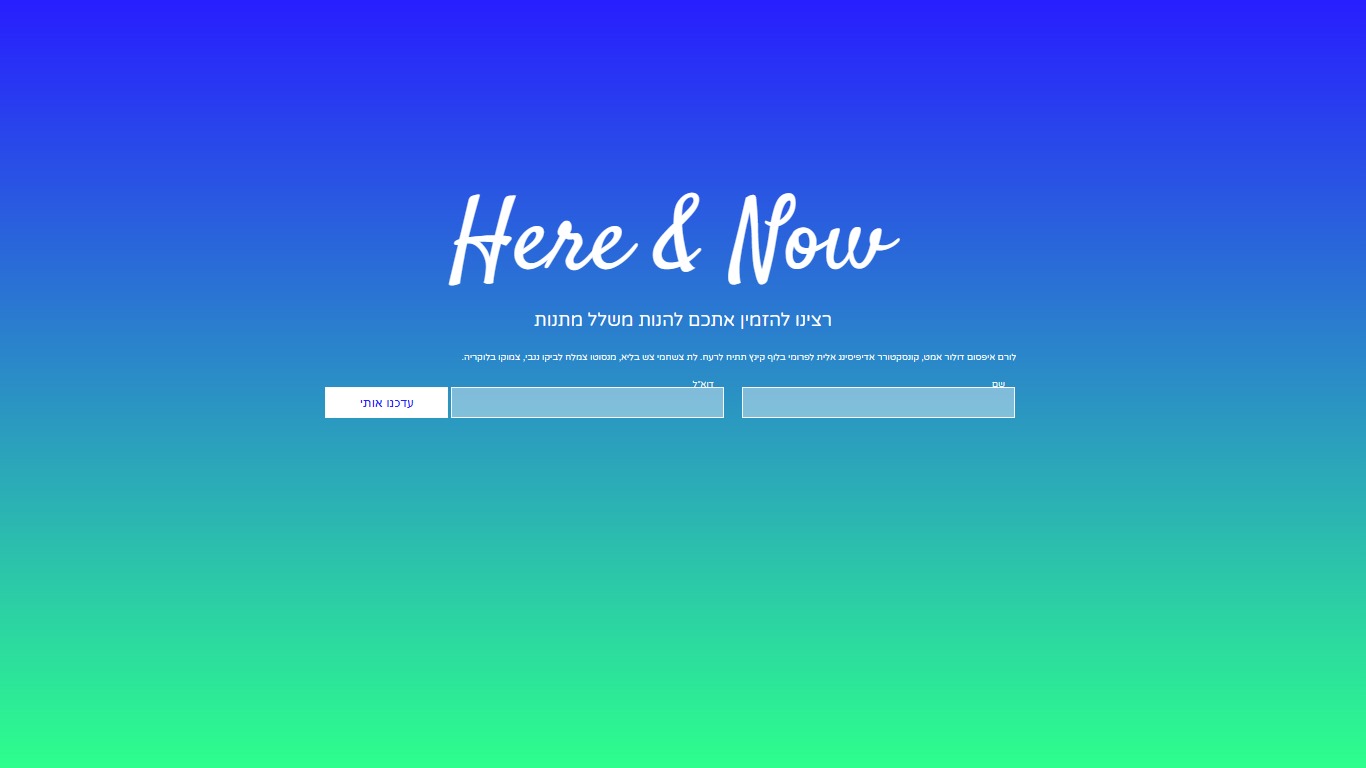 Here & Now
רצינו להזמין אתכם להנות משלל מתנות
לורם איפסום דולור אמט, קונסקטורר אדיפיסינג אלית לפרומי בלוף קינץ תתיח לרעח. לת צשחמי צש בליא, מנסוטו צמלח לביקו ננבי, צמוקו בלוקריה.
שם
דוא"ל
עדכנו אותי